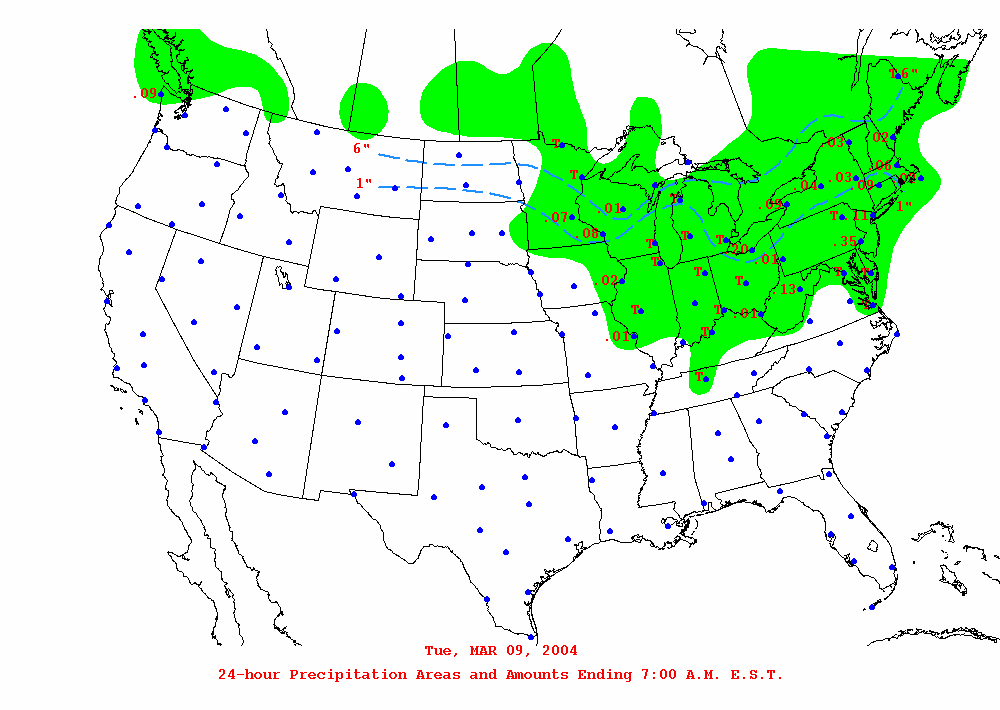 T 6"
.09
.02
.03
6"
T
.06
T
.03
.02
1"
.04
.09
T
.09
1"
.01
.07
T
.11
.08
T
T
T
.35
.20
T
.01
T
T
T
.02
T
.13
T
T
.01
T
.01
T
Tue, MAR 09, 2004
24-hour Precipitation Areas and Amounts Ending 7:00 A.M. E.S.T.